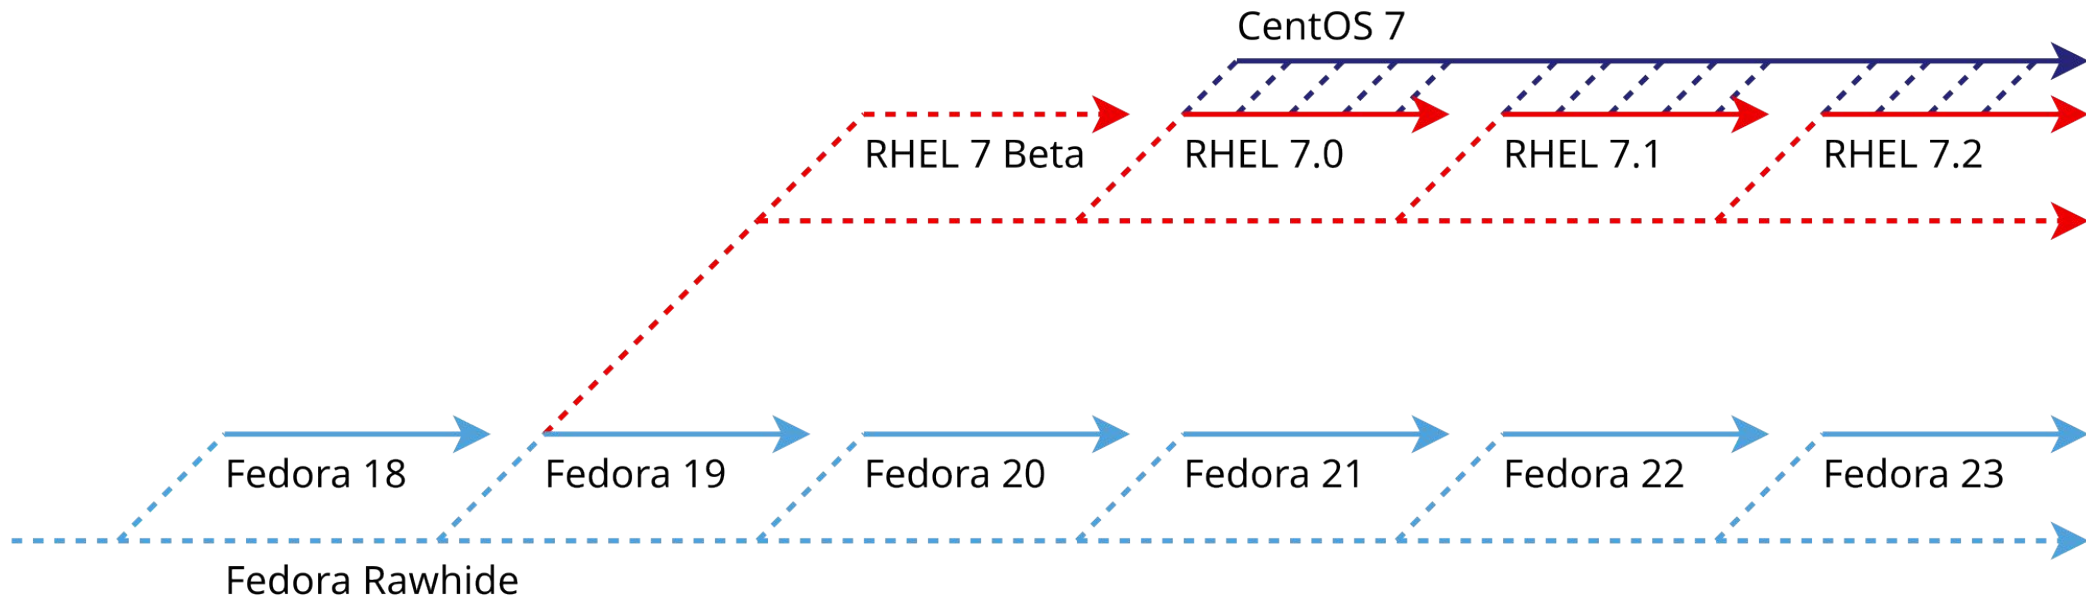 CentOS 7
RHEL 7 Beta
RHEL 7.0
RHEL 7.1
RHEL 7.2
Fedora 18
Fedora 19
Fedora 20
Fedora 21
Fedora 22
Fedora 23
Fedora Rawhide